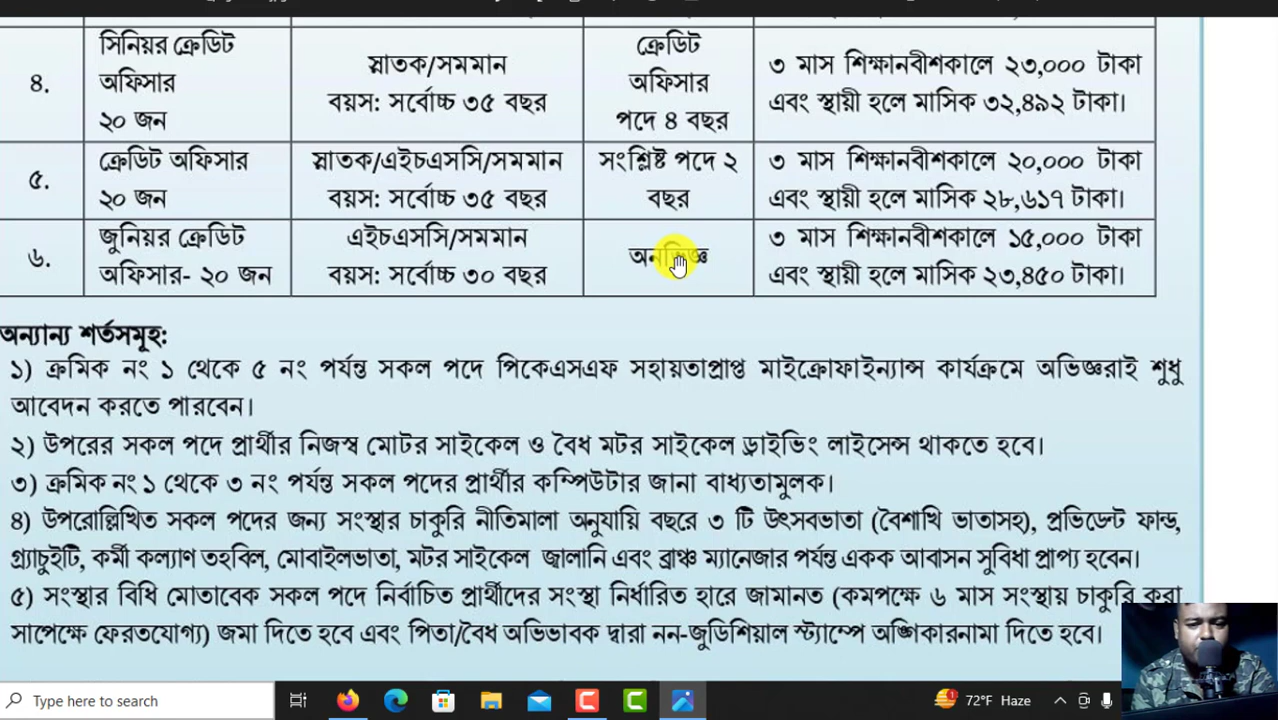 ৪.
সিনিয়র ক্রেডিট
অফিসার
২০ জন
স্নাতক/সমমান
বয়স: সর্বোচ্চ ৩৫ বছর
ক্রেডিট
অফিসার
পদে ৪ বছর
৩ মাস শিক্ষানবীশকালে ২৩,০০০ টাকা
এবং স্থায়ী হলে মাসিক ৩২,৪৯২ টাকা।
৫.
ক্রেডিট অফিসার
২০ জন
স্নাতক/এইচএসসি/সমমান
বয়স: সর্বোচ্চ ৩৫ বছর
সংশ্লিষ্ট পদে ২
বছর
৩ মাস শিক্ষানবীশকালে ২০,০০০ টাকা
এবং স্থায়ী হলে মাসিক ২৮,৬১৭ টাকা।
৬.
জুনিয়র ক্রেডিট
অফিসার- ২০ জন
এইচএসসি/সমমান
বয়স: সর্বোচ্চ ৩০ বছর
অনভিজ্ঞ
৩ মাস শিক্ষানবীশকালে ১৫,০০০ টাকা
এবং স্থায়ী হলে মাসিক ২৩,৪৫০ টাকা।
অন্যান্য শর্তসমূহ:
১) ক্রমিক নং ১ থেকে ৫ নং পর্যন্ত সকল পদে পিকেএসএফ সহায়তাপ্রাপ্ত মাইক্রোফাইন্যান্স কার্যক্রমে অভিজ্ঞরাই শুধু
আবেদন করতে পারবেন।
২) উপরের সকল পদে প্রার্থীর নিজস্ব মোটর সাইকেল ও বৈধ মটর সাইকেল ড্রাইভিং লাইসেন্স থাকতে হবে।
৩) ক্রমিক নং ১ থেকে ৩ নং পর্যন্ত সকল পদের প্রার্থীর কম্পিউটার জানা বাধ্যতামুলক।
৪) উপরোল্লিখিত সকল পদের জন্য সংস্থার চাকুরি নীতিমালা অনুযায়ি বছরে ৩ টি উৎসবভাতা (বৈশাখি ভাতাসহ), প্রভিডেন্ট ফান্ড,
গ্র্যাচুইটি, কর্মী কল্যাণ তহবিল, মোবাইলভাতা, মটর সাইকেল জ্বালানি এবং ব্রাঞ্চ ম্যানেজার পর্যন্ত একক আবাসন সুবিধা প্রাপ্য হবেন।
৫) সংস্থার বিধি মোতাবেক সকল পদে নির্বাচিত প্রার্থীদের সংস্থা নির্ধারিত হারে জামানত (কমপক্ষে ৬ মাস সংস্থায় চাকুরি করা
সাপেক্ষে ফেরতযোগ্য) জমা দিতে হবে এবং পিতা/বৈধ অভিভাবক দ্বারা নন-জুডিশিয়াল স্ট্যাম্পে অঙ্গিকারনামা দিতে হবে।
Type here to search
72°F Haze